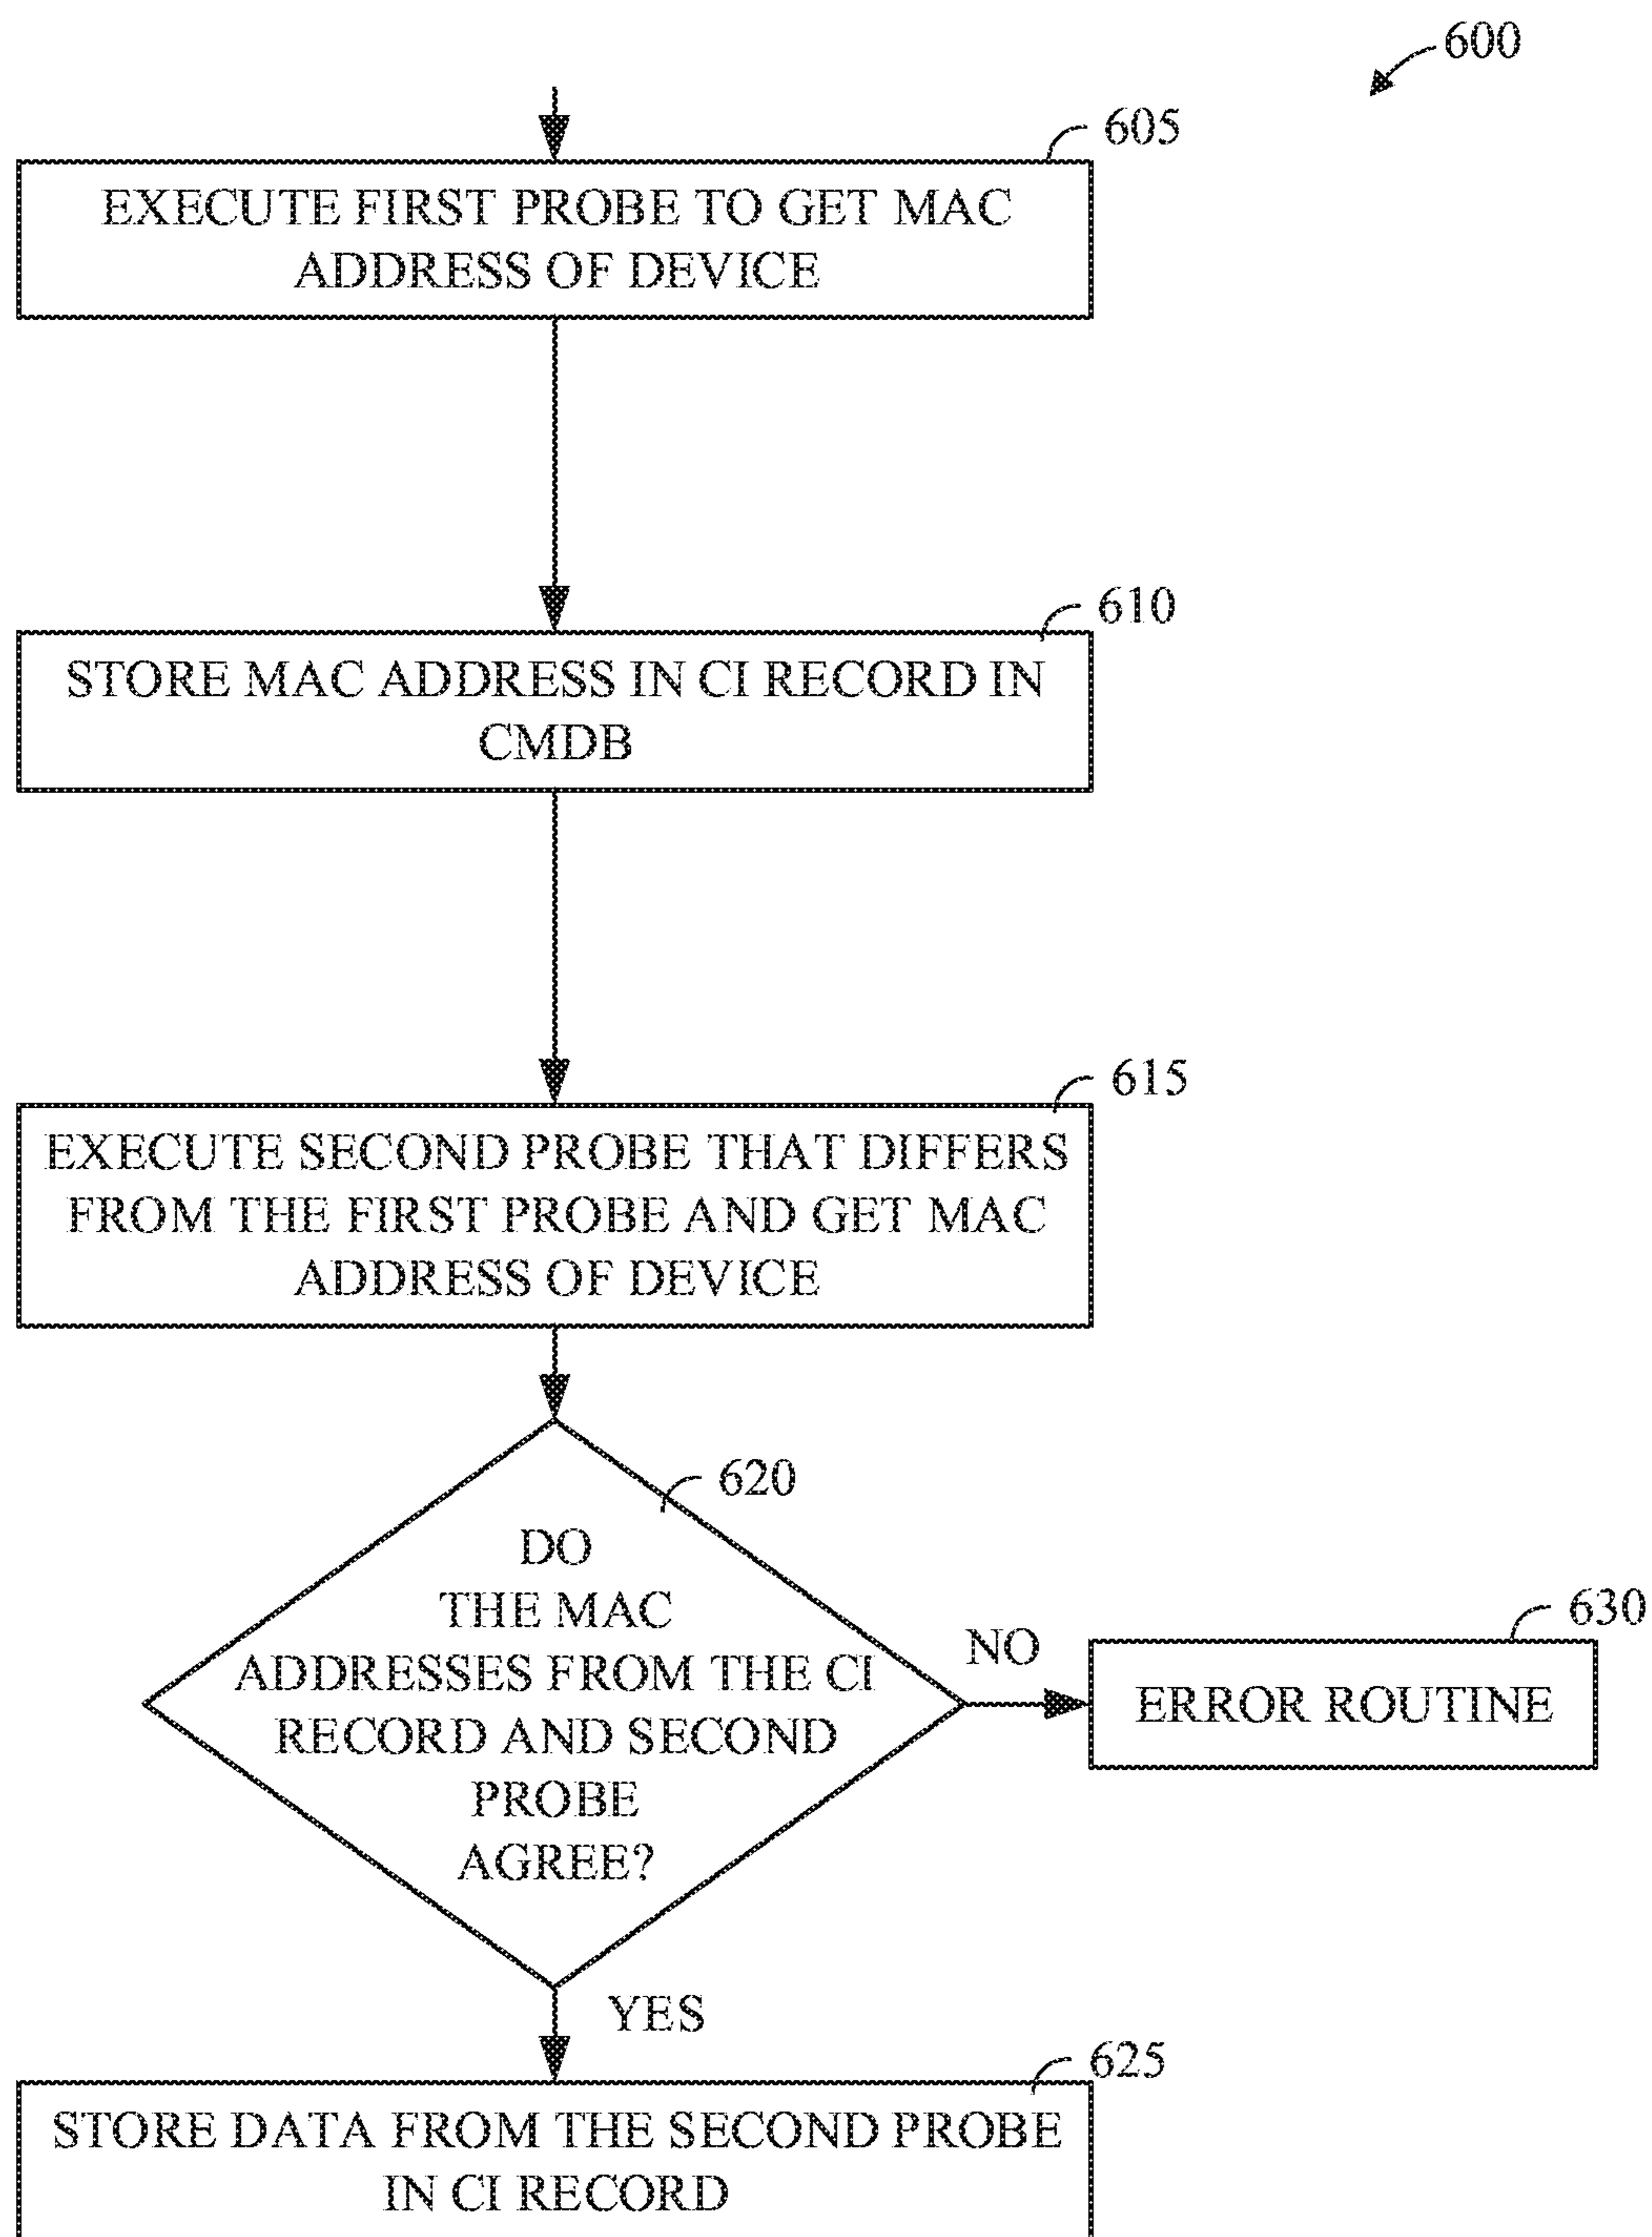 600
605
EXECUTE FIRST PROBE TO GET MAC
ADDRESS OF DEVICE
610
STORE MAC ADDRESS IN CI RECORD IN
CMDB
615
EXECUTE SECOND PROBE THAT DIFFERS
FROM THE FIRST PROBE AND GET MAC
ADDRESS OF DEVICE
620
DO
THE MAC
ADDRESSES FROM THE CI
RECORD AND SECOND
PROBE
AGREE?
NO
630
ERROR ROUTINE
YES
625
STORE DATA FROM THE SECOND PROBE
IN CI RECORD